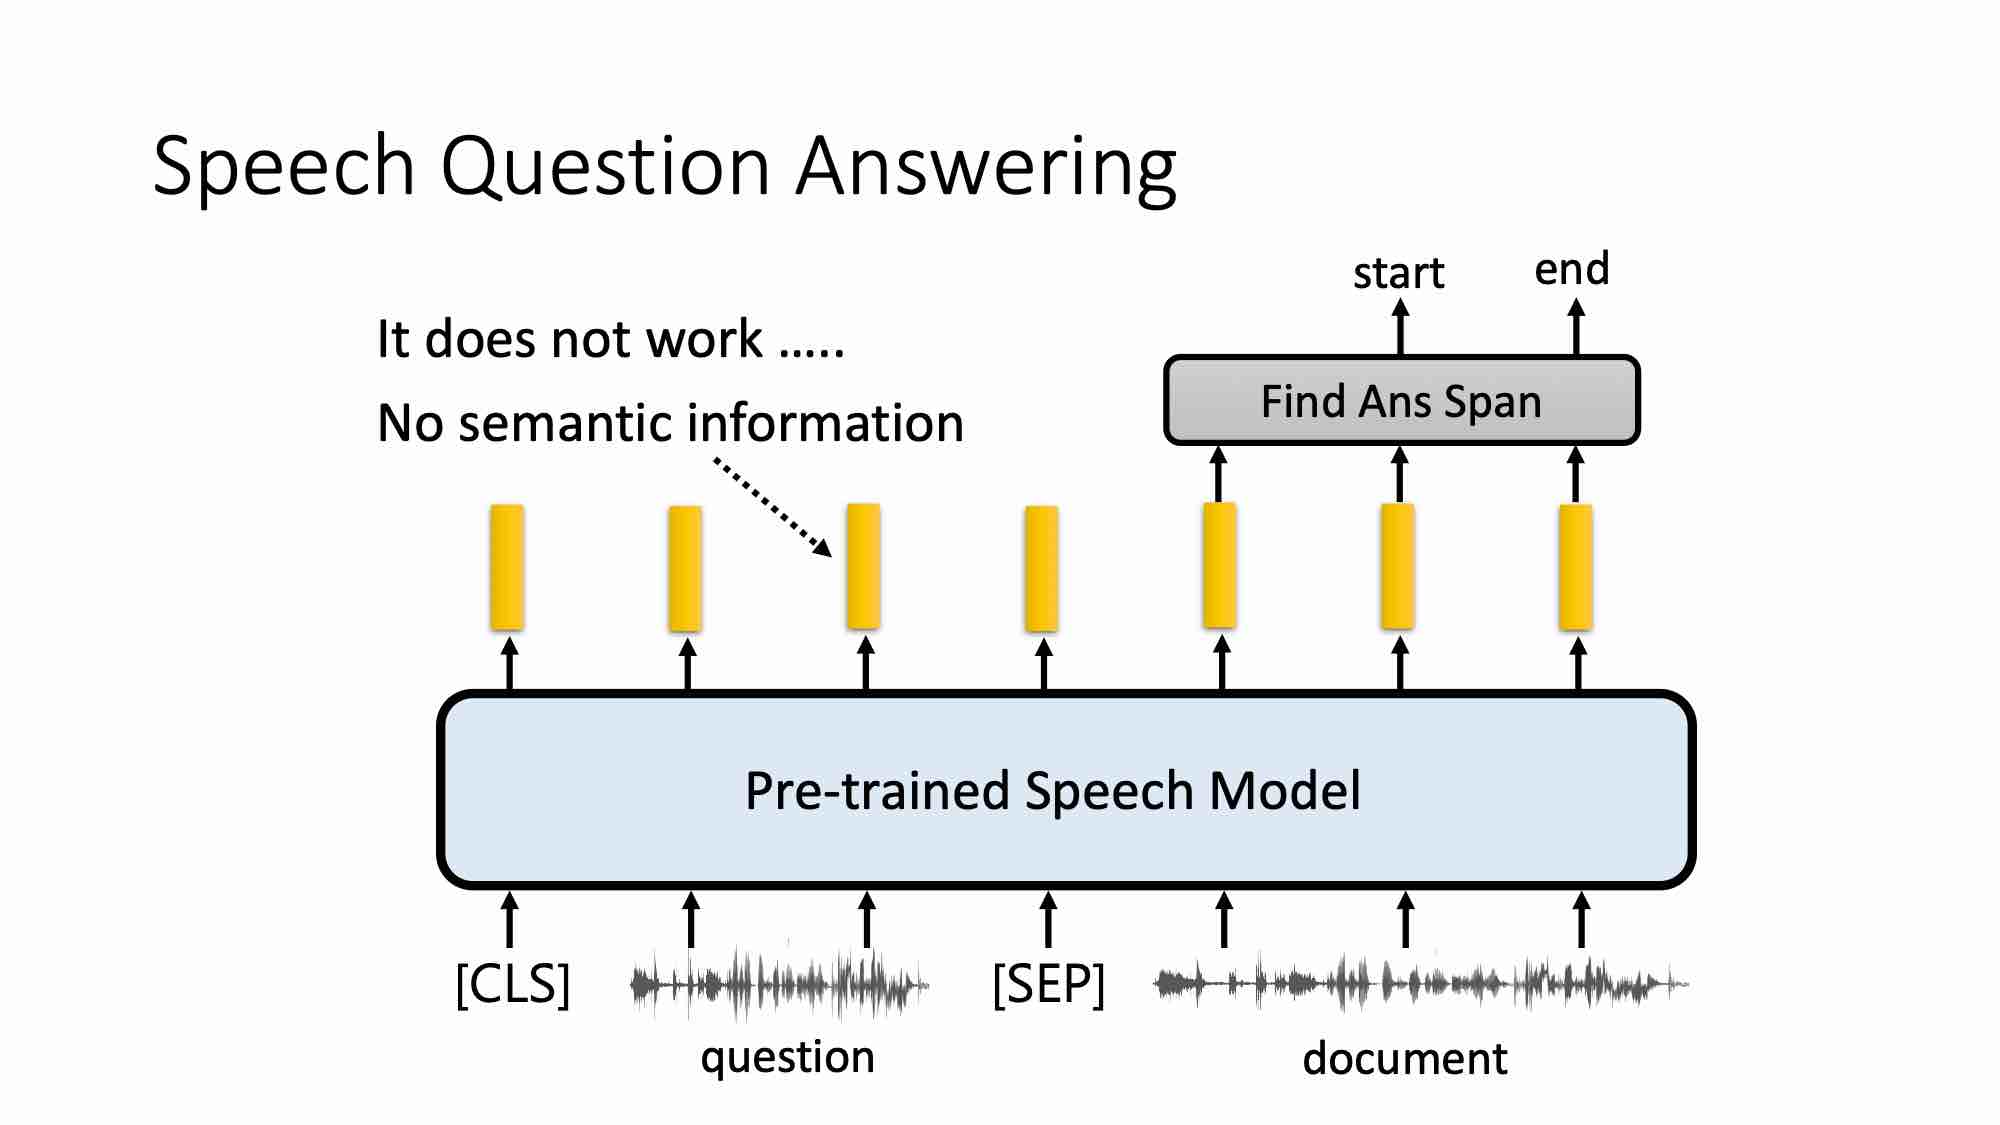 Speech Question Answering
start
end
It does not work …..
Find Ans Span
No semantic information
Pre-trained Speech Model
[CLS]
[SEP]
question
document